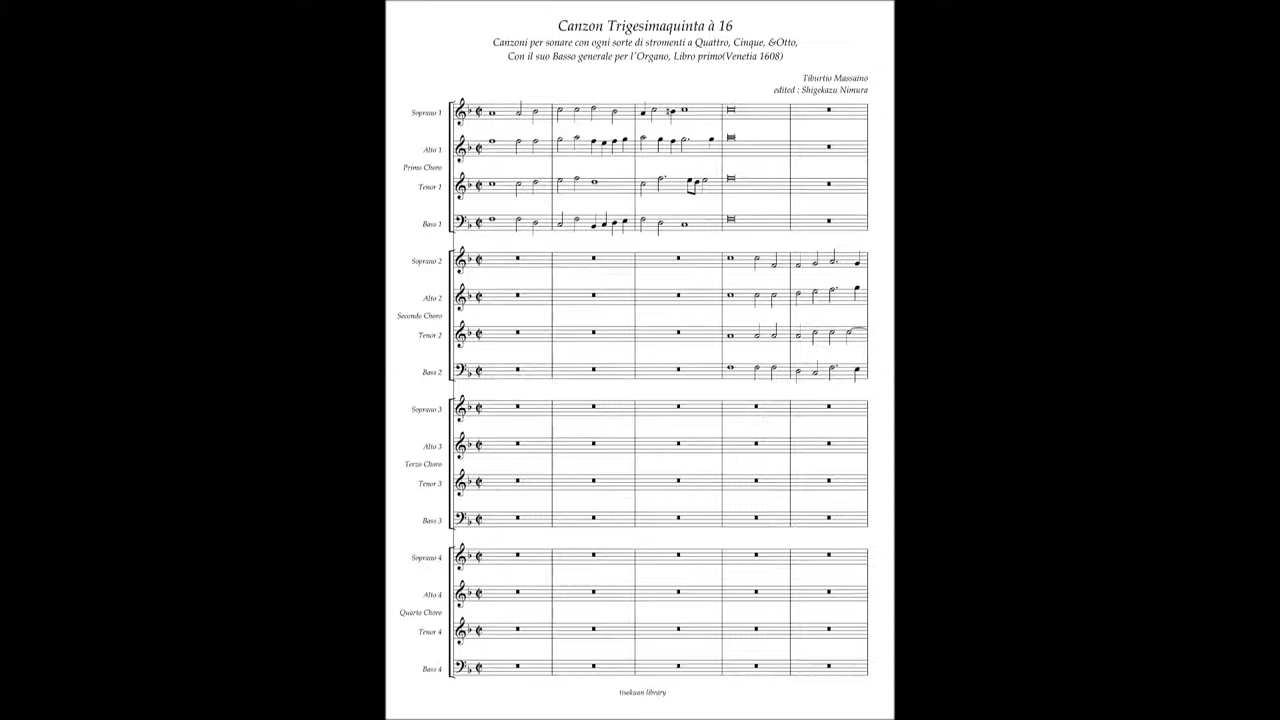 Canzon Trigesimaquinta à 16
Canzoni per sonare con ogni sorte di stromenti a Quattro, Cinque, &Otto,
Con il suo Basso generale per l'Organo, Libro primo(Venetia 1608)
Tiburtio Massaino
edited : Shigekazu Nimura
Soprano 1
Alto 1
Primo Choro
Tenor 1
Bass 1
Soprano 2
Alto 2
Secondo Choro
Tenor 2
Bass 2
Soprano 3
Alto 3
Terzo Choro
Tenor 3
Bass 3
Soprano 4
Alto 4
Quarto Choro
Tenor 4
Bass 4
library